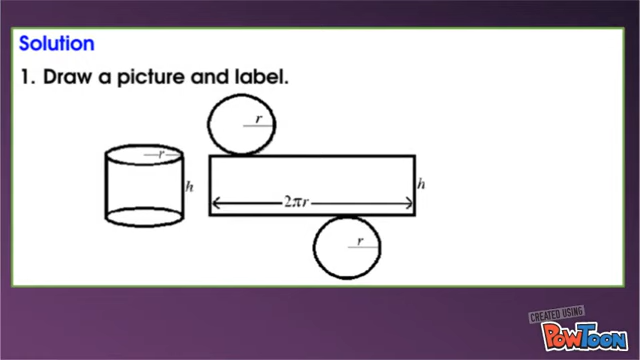 Solution
1. Draw a picture and label.
r
r
h
h
2πr
r
CREATED USING
POWTOON